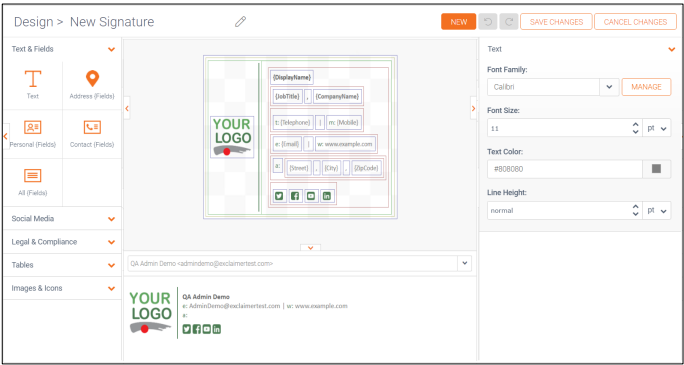 Design > New Signature
NEW
SAVE CHANGES
CANCEL CHANGES
Text & Fields
Text
Address (Fields)
Personal (Fields)
Contact (Fields)
All (Fields)
Social Media
Legal & Compliance
Tables
Images & Icons
YOUR
LOGO
{DisplayName}
{JobTitle} , {CompanyName}
t: {Telephone} | m: {Mobile}
e: {Email} | w: www.example.com
a: {Street} , {City} , {ZipCode}
QA Admin Demo <admindemo@exclaimertest.com>
YOUR
LOGO
QA Admin Demo
e: AdminDemo@exclaimertest.com | w: www.example.com
a:
Text
Font Family:
Calibri
MANAGE
Font Size:
11 pt
Text Color:
#808080
Line Height:
normal pt